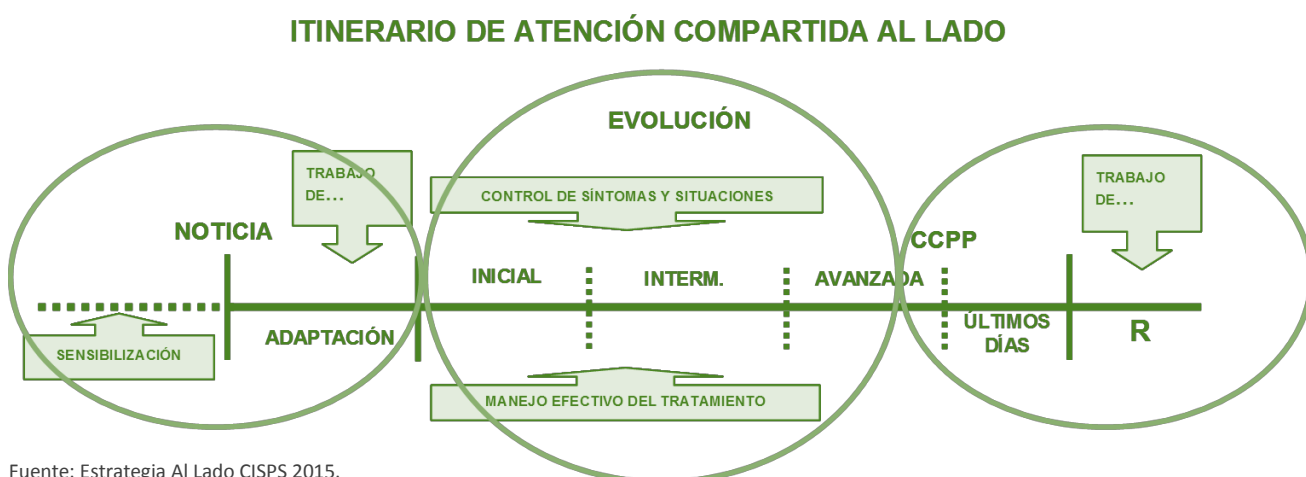 ITINERARIO DE ATENCIÓN COMPARTIDA AL LADO
EVOLUCIÓN
TRABAJO
DE...
CONTROL DE SÍNTOMAS Y SITUACIONES
TRABAJO
DE...
NOTICIA
CCPP
INICIAL
INTERM.
AVANZADA
ADAPTACIÓN
ÚLTIMOS
DÍAS
R
SENSIBILIZACIÓN
MANEJO EFECTIVO DEL TRATAMIENTO
Fuente: Estrategia Al Lado CISPS 2015.